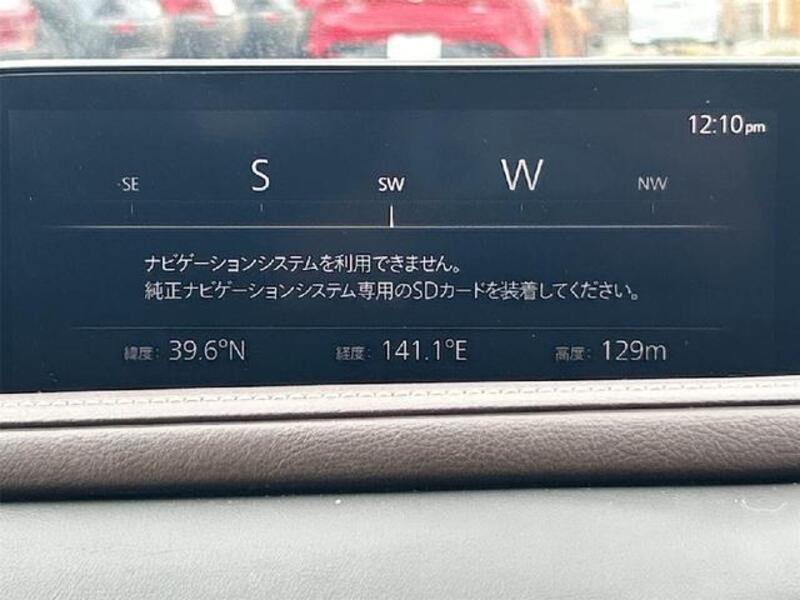 12:10pm
SE S SW W NW
ナビゲーションシステムを利用できません。
純正ナビゲーションシステム専用のSDカードを装着してください。
緯度: 39.6°N 経度: 141.1°E 高度: 129m